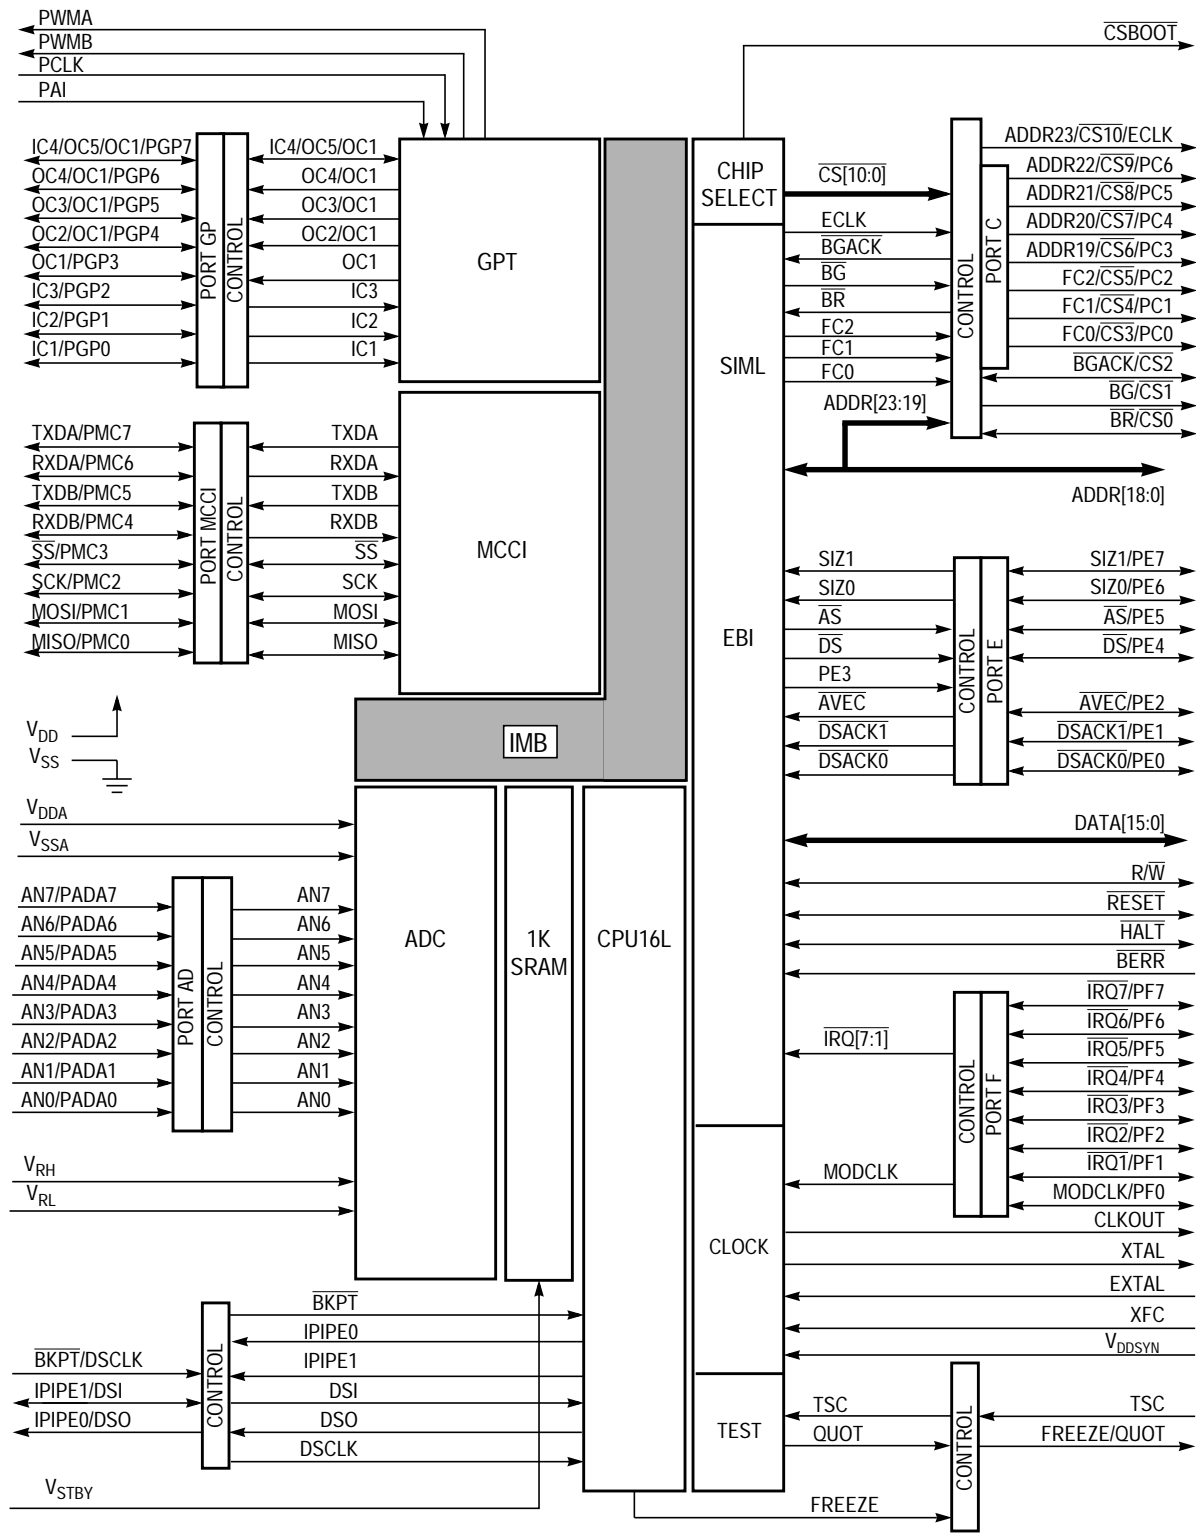 PWMA
PWMB
PCLK
PAI
CSBOOT
IC4/OC5/OC1/PGP7
OC4/OC1/PGP6
OC3/OC1/PGP5
OC2/OC1/PGP4
OC1/PGP3
IC3/PGP2
IC2/PGP1
IC1/PGP0
PORT GP
CONTROL
IC4/OC5/OC1
OC4/OC1
OC3/OC1
OC2/OC1
OC1
IC3
IC2
IC1
GPT
CHIP
SELECT
CS[10:0]
ECLK
BGACK
BG
BR
FC2
FC1
FC0
SIML
ADDR[23:19]
CONTROL
PORT C
ADDR23/CS10/ECLK
ADDR22/CS9/PC6
ADDR21/CS8/PC5
ADDR20/CS7/PC4
ADDR19/CS6/PC3
FC2/CS5/PC2
FC1/CS4/PC1
FC0/CS3/PC0
BGACK/CS2
BG/CS1
BR/CS0
ADDR[18:0]
TXDA/PMC7
RXDA/PMC6
TXDB/PMC5
RXDB/PMC4
SS/PMC3
SCK/PMC2
MOSI/PMC1
MISO/PMC0
PORT MCCI
CONTROL
TXDA
RXDA
TXDB
RXDB
SS
SCK
MOSI
MISO
MCCI
EBI
SIZ1
SIZ0
AS
DS
PE3
AVEC
DSACK1
DSACK0
CONTROL
PORT E
SIZ1/PE7
SIZ0/PE6
AS/PE5
DS/PE4
AVEC/PE2
DSACK1/PE1
DSACK0/PE0
IMB
VDD
VSS
VDDA
VSSA
DATA[15:0]
R/W
RESET
HALT
BERR
AN7/PADA7
AN6/PADA6
AN5/PADA5
AN4/PADA4
AN3/PADA3
AN2/PADA2
AN1/PADA1
AN0/PADA0
PORT AD
CONTROL
AN7
AN6
AN5
AN4
AN3
AN2
AN1
AN0
ADC
1K
SRAM
CPU16L
IRQ[7:1]
CONTROL
PORT F
IRQ7/PF7
IRQ6/PF6
IRQ5/PF5
IRQ4/PF4
IRQ3/PF3
IRQ2/PF2
IRQ1/PF1
MODCLK/PF0
MODCLK
VRH
VRL
CLOCK
CLKOUT
XTAL
EXTAL
XFC
VDDSYN
BKPT/DSCLK
IPIPE1/DSI
IPIPE0/DSO
CONTROL
BKPT
IPIPE0
IPIPE1
DSI
DSO
DSCLK
VSTBY
TEST
TSC
QUOT
FREEZE
CONTROL
TSC
FREEZE/QUOT